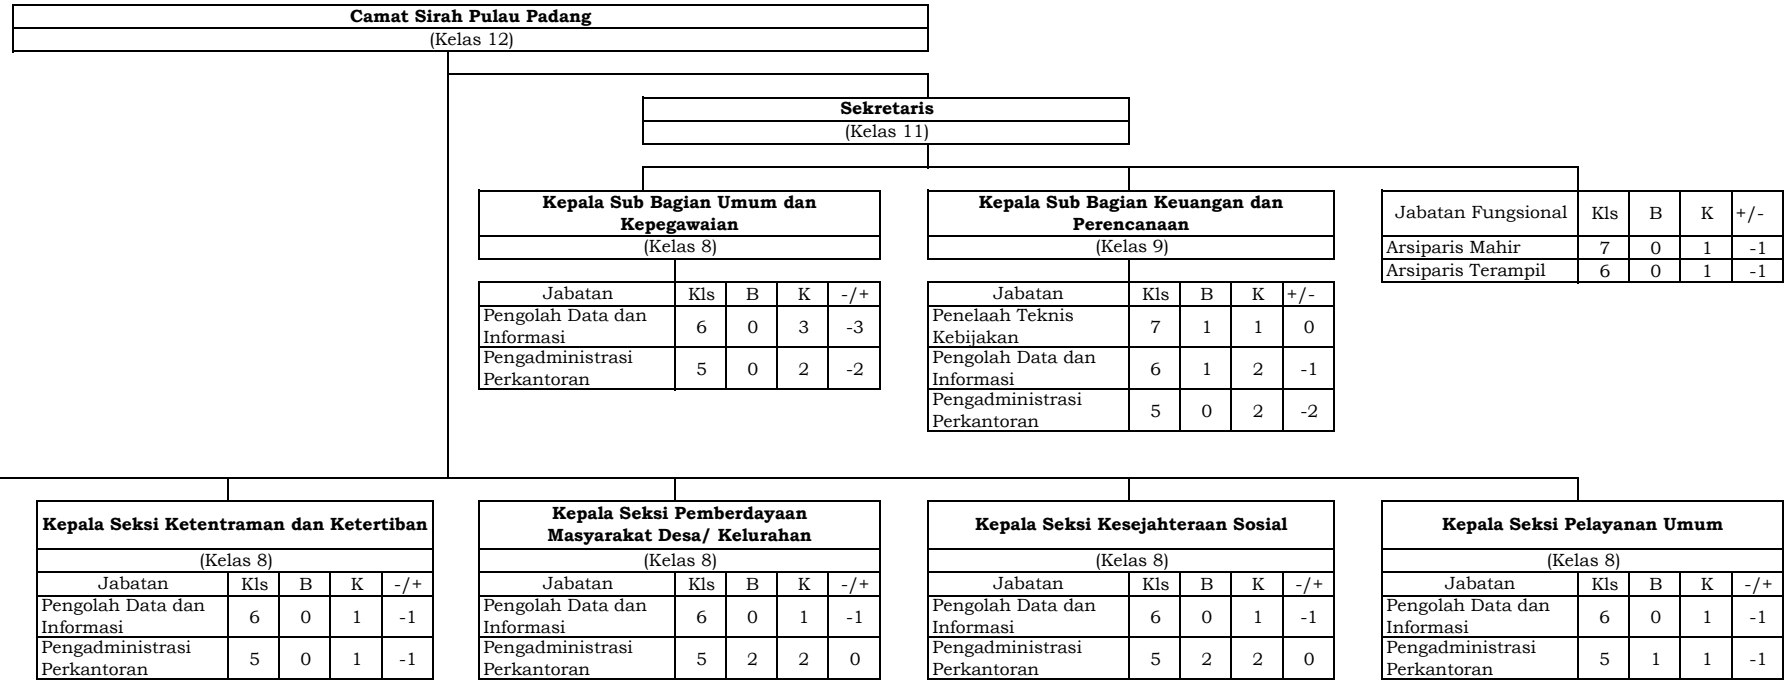 Camat Sirah Pulau Padang
(Kelas 12)
Sekretaris
(Kelas 11)
Kepala Sub Bagian Umum dan
Kepegawaian
(Kelas 8)
Jabatan Kls B K -/+
Pengolah Data dan
Informasi 6 0 3 -3
Pengadministrasi
Perkantoran 5 0 2 -2
Kepala Sub Bagian Keuangan dan
Perencanaan
(Kelas 9)
Jabatan Kls B K +/-
Penelaah Teknis
Kebijakan 7 1 1 0
Pengolah Data dan
Informasi 6 1 2 -1
Pengadministrasi
Perkantoran 5 0 2 -2
Jabatan Fungsional Kls B K +/-
Arsiparis Mahir 7 0 1 -1
Arsiparis Terampil 6 0 1 -1
Kepala Seksi Ketentraman dan Ketertiban
(Kelas 8)
Jabatan Kls B K -/+
Pengolah Data dan
Informasi 6 0 1 -1
Pengadministrasi
Perkantoran 5 0 1 -1
Kepala Seksi Pemberdayaan
Masyarakat Desa/ Kelurahan
(Kelas 8)
Jabatan Kls B K -/+
Pengolah Data dan
Informasi 6 0 1 -1
Pengadministrasi
Perkantoran 5 2 2 0
Kepala Seksi Kesejahteraan Sosial
(Kelas 8)
Jabatan Kls B K -/+
Pengolah Data dan
Informasi 6 0 1 -1
Pengadministrasi
Perkantoran 5 2 2 0
Kepala Seksi Pelayanan Umum
(Kelas 8)
Jabatan Kls B K -/+
Pengolah Data dan
Informasi 6 0 1 -1
Pengadministrasi
Perkantoran 5 1 1 -1